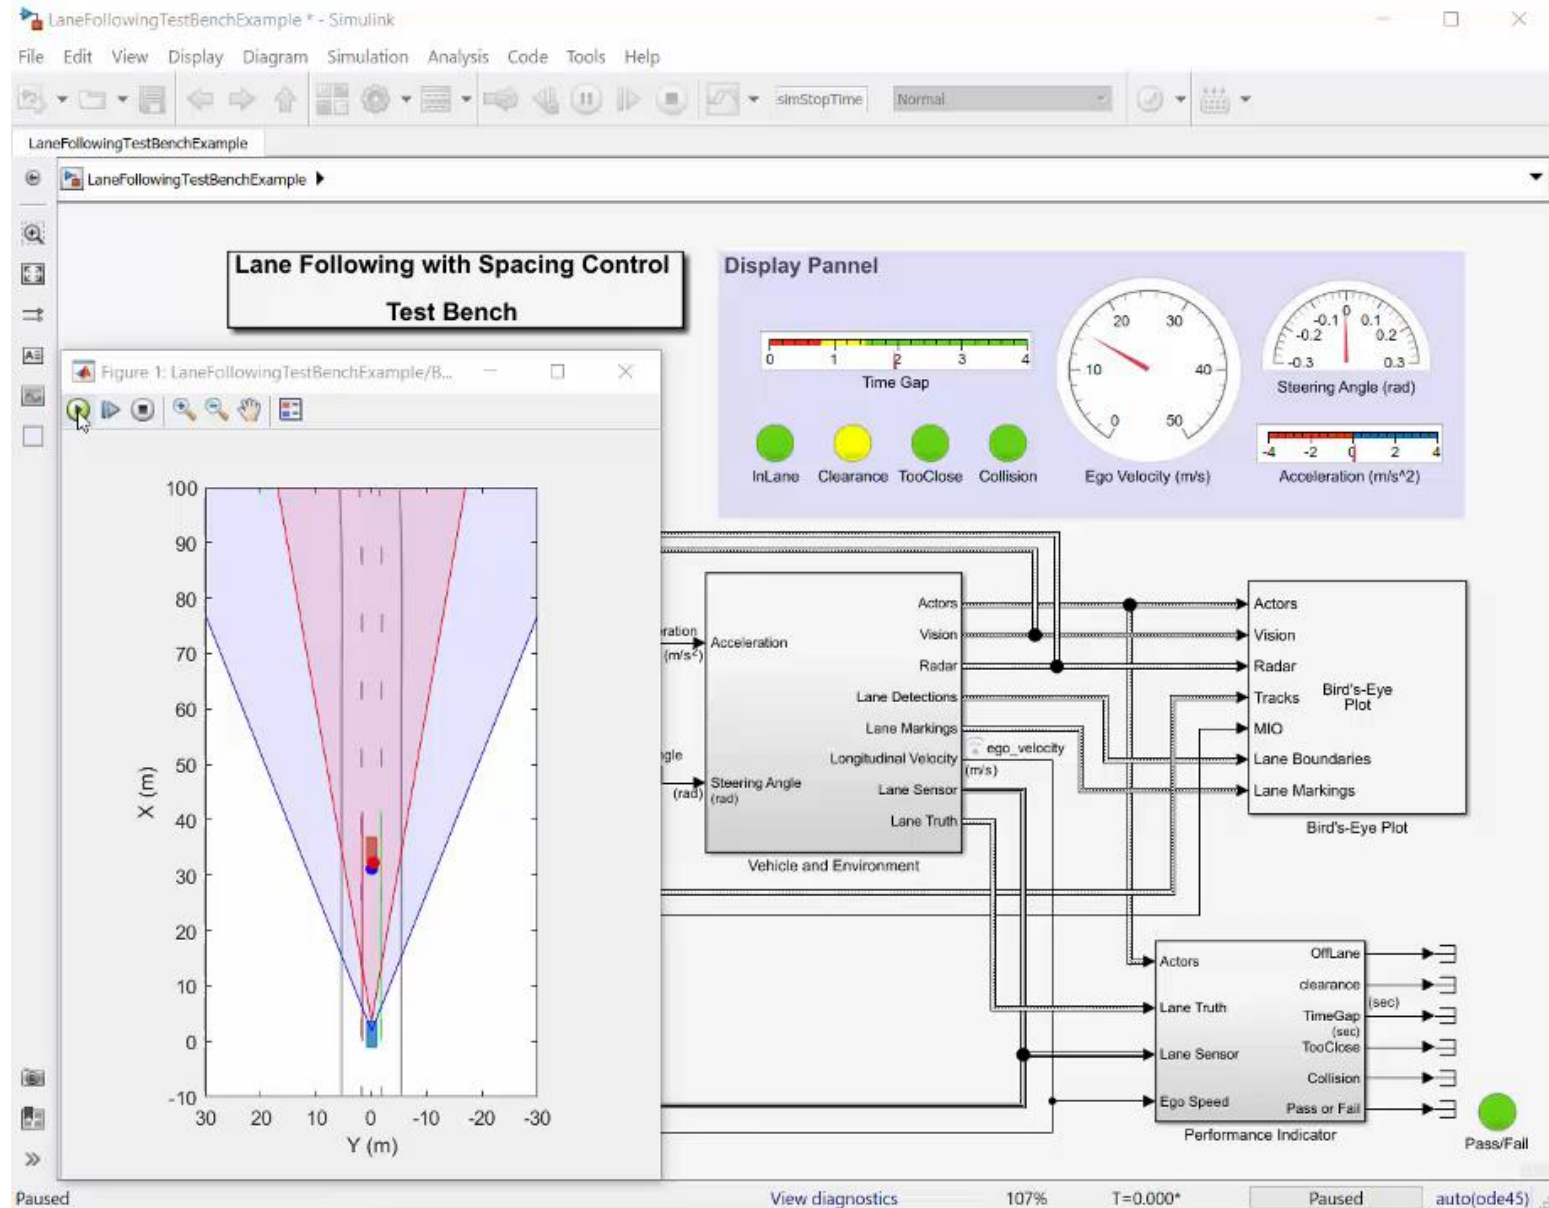 LaneFollowingTestBenchExample * - Simulink
File Edit View Display Diagram Simulation Analysis Code Tools Help
simStopTime Normal
LaneFollowingTestBenchExample
LaneFollowingTestBenchExample
Lane Following with Spacing Control
Test Bench
Display Pannel
0 1 2 3 4
Time Gap
InLane Clearance TooClose Collision
0 10 20 30 40 50
Ego Velocity (m/s)
-0.3 -0.2 -0.1 0 0.1 0.2 0.3
Steering Angle (rad)
-4 -2 0 2 4
Acceleration (m/s^2)
Figure 1: LaneFollowingTestBenchExample/B...
100
90
80
70
60
50
40
30
20
10
0
-10
X (m)
30 20 10 0 -10 -20 -30
Y (m)
ration
(m/s²)
gle
(rad)
Acceleration
Steering Angle
(rad)
Actors
Vision
Radar
Lane Detections
Lane Markings
Longitudinal Velocity
Lane Sensor
Lane Truth
Vehicle and Environment
ego_velocity
(m/s)
Actors
Vision
Radar
Tracks
MIO
Lane Boundaries
Lane Markings
Bird's-Eye
Plot
Bird's-Eye Plot
Actors
Lane Truth
Lane Sensor
Ego Speed
OffLane
clearance
TimeGap
(sec)
TooClose
Collision
Pass or Fail
(sec)
Performance Indicator
Pass/Fail
Paused View diagnostics 107% T=0.000* Paused auto(ode45)